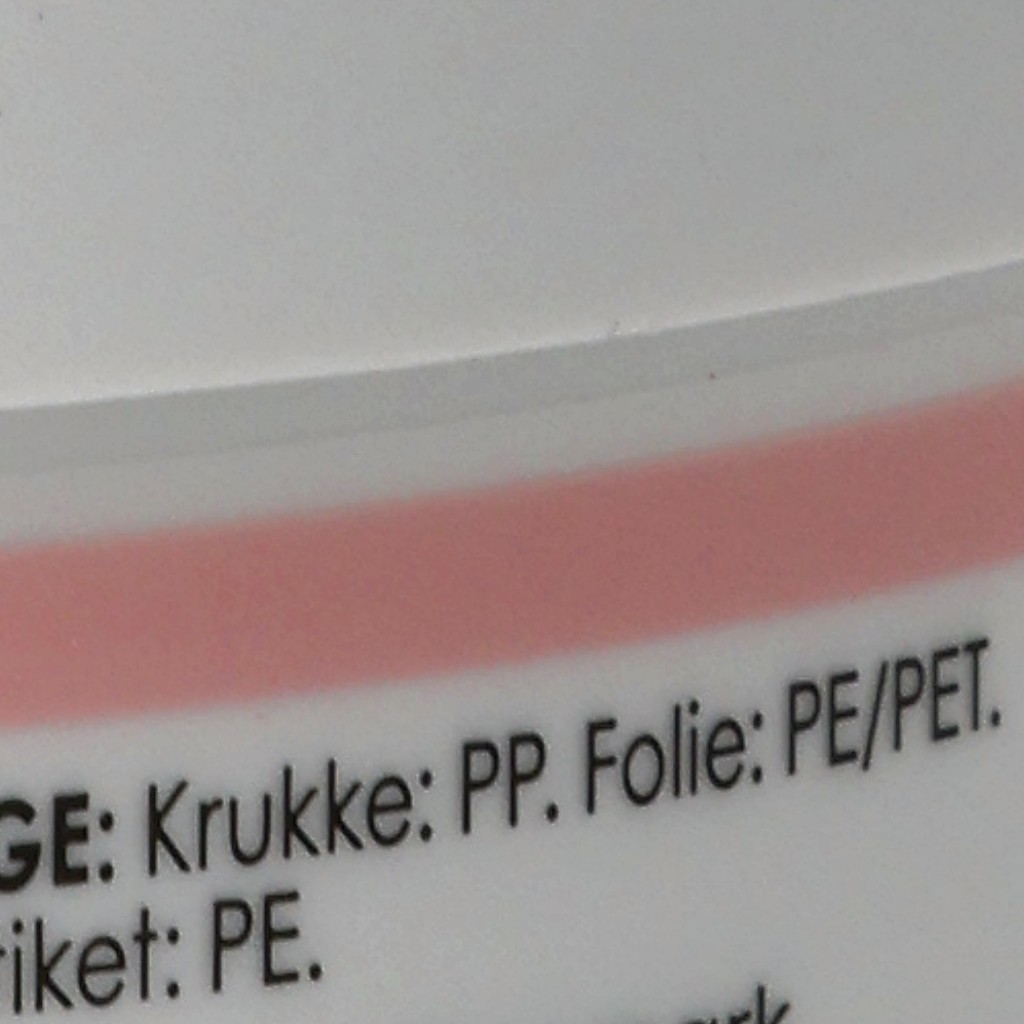 GE: Krukke: PP. Folie: PE/PET.
iket: PE.